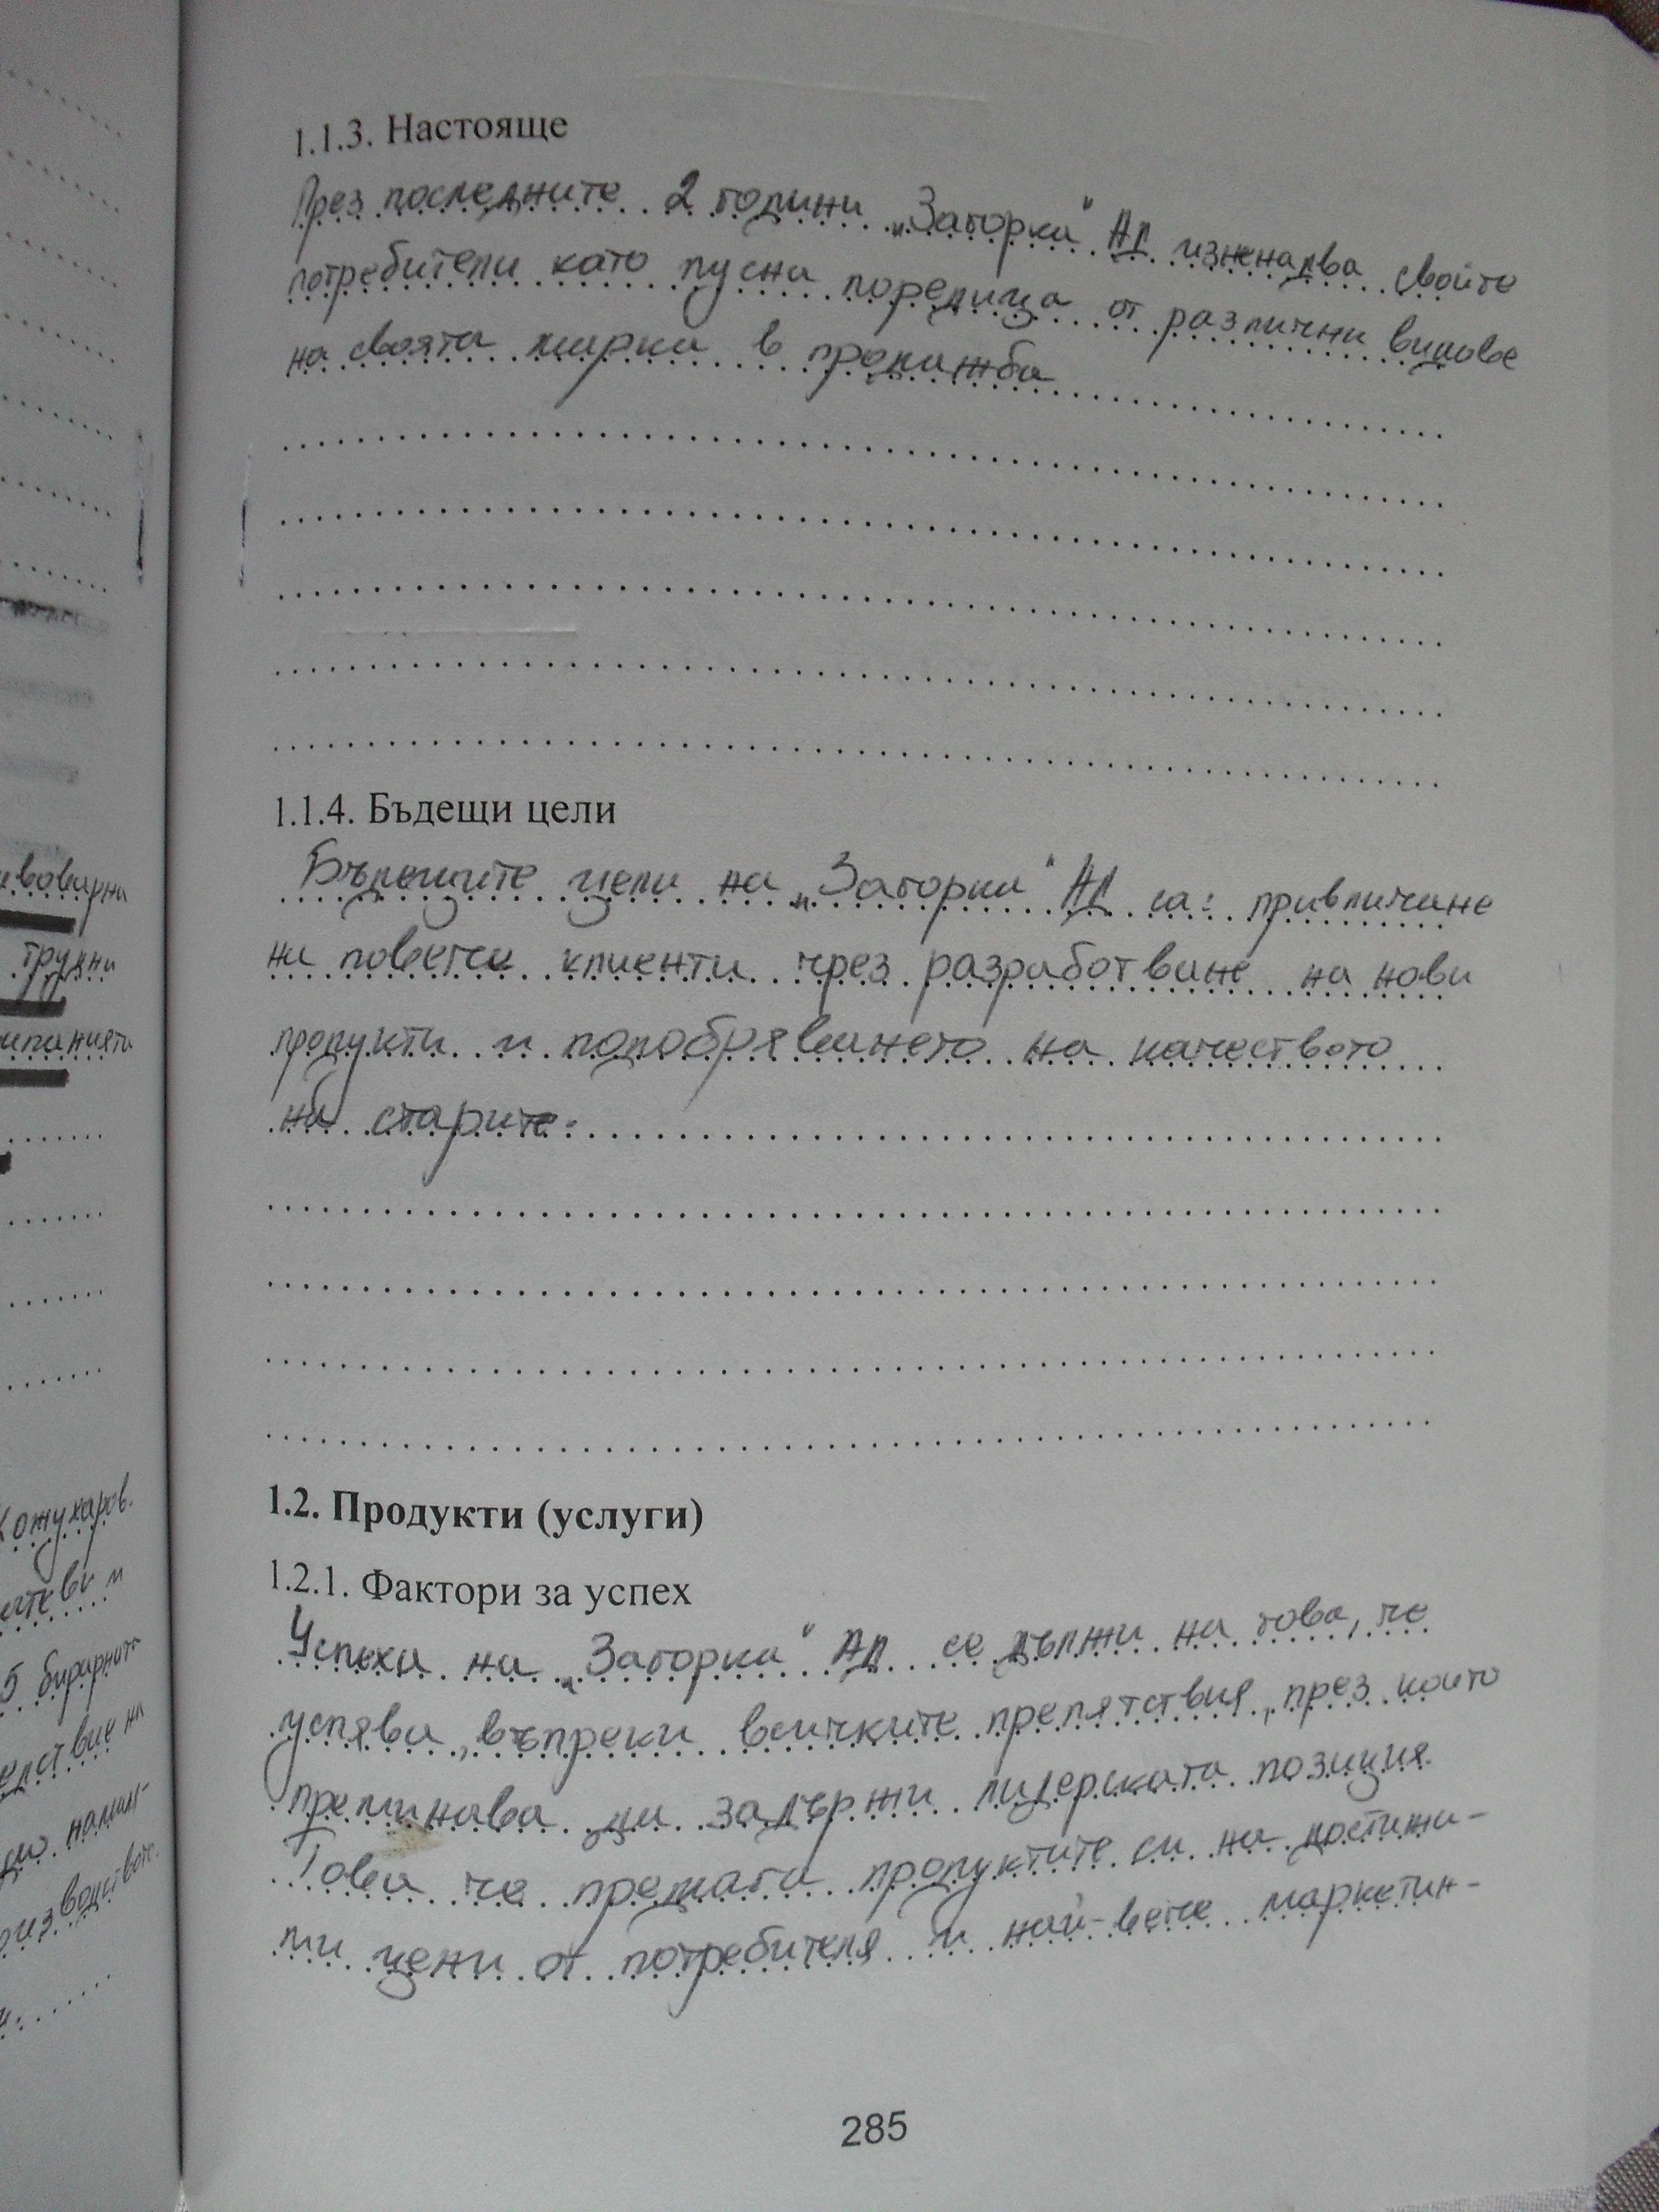 1.1.3. Настояще
През последните 2 години „Загорка" АД изненадва своите
потребители като пусна поредица от различни видове
на своята марка в продажба
1.1.4. Бъдещи цели
Бъдещите цели на „Загорка" АД са: привличане
на повече клиенти чрез разработване на нови
продукти и подобряването на качеството
на старите.
1.2. Продукти (услуги)
1.2.1. Фактори за успех
Успеха на „Загорка" АД се дължи на това, че
успява, въпреки всичките препятствия, през които
преминава да задържи лидерската позиция.
Това че предлага продуктите си на достъпни
ми цени от потребителя и най-вече маркетин-
285
трудни
Кожухаров.